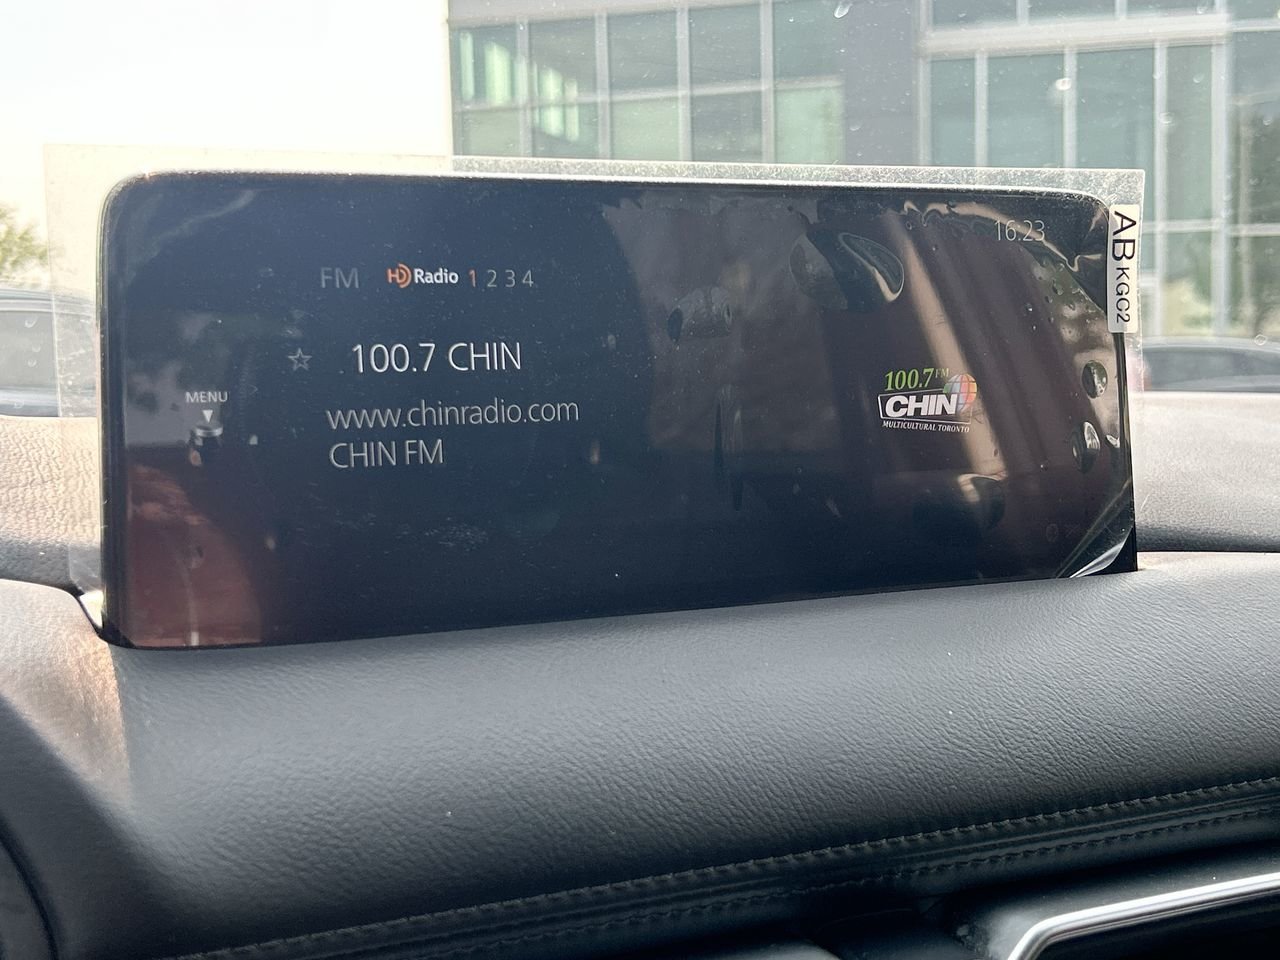 16:23
FM HD Radio 1 2 3 4
☆ 100.7 CHIN
MENU
www.chinradio.com
CHIN FM
100.7 FM
CHIN
MULTICULTURAL TORONTO
AB KGC2